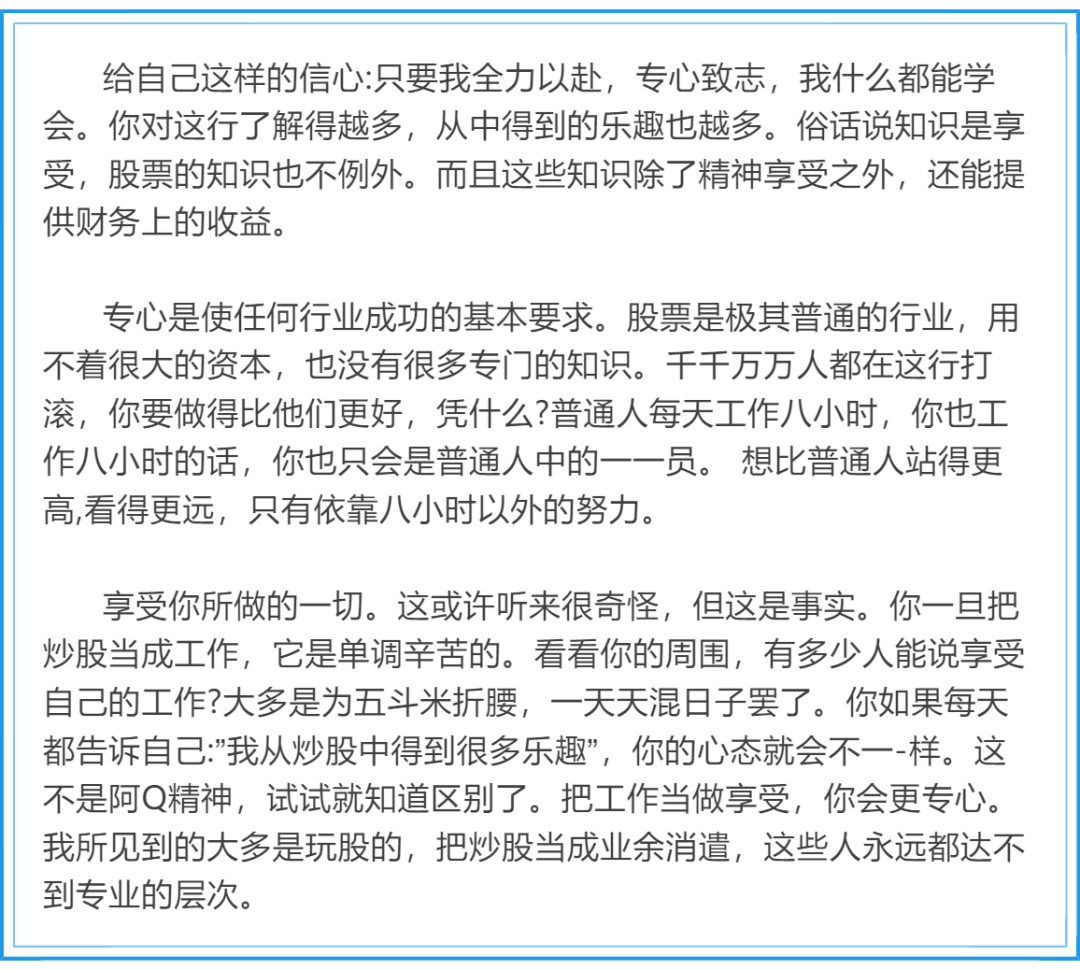 给自己这样的信心:只要我全力以赴，专心致志，我什么都能学
会。你对这行了解得越多，从中得到的乐趣也越多。俗话说知识是享
受，股票的知识也不例外。而且这些知识除了精神享受之外，还能提
供财务上的收益。
专心是使任何行业成功的基本要求。股票是极其普通的行业，用
不着很大的资本，也没有很多专门的知识。千千万万人都在这行打
滚，你要做得比他们更好，凭什么?普通人每天工作八小时，你也工
作八小时的话，你也只会是普通人中的一一员。 想比普通人站得更
高,看得更远，只有依靠八小时以外的努力。
享受你所做的一切。这或许听来很奇怪，但这是事实。你一旦把
炒股当成工作，它是单调辛苦的。看看你的周围，有多少人能说享受
自己的工作?大多是为五斗米折腰，一天天混日子罢了。你如果每天
都告诉自己:”我从炒股中得到很多乐趣”，你的心态就会不一-样。这
不是阿Q精神，试试就知道区别了。把工作当做享受，你会更专心。
我所见到的大多是玩股的，把炒股当成业余消遣，这些人永远都达不
到专业的层次。